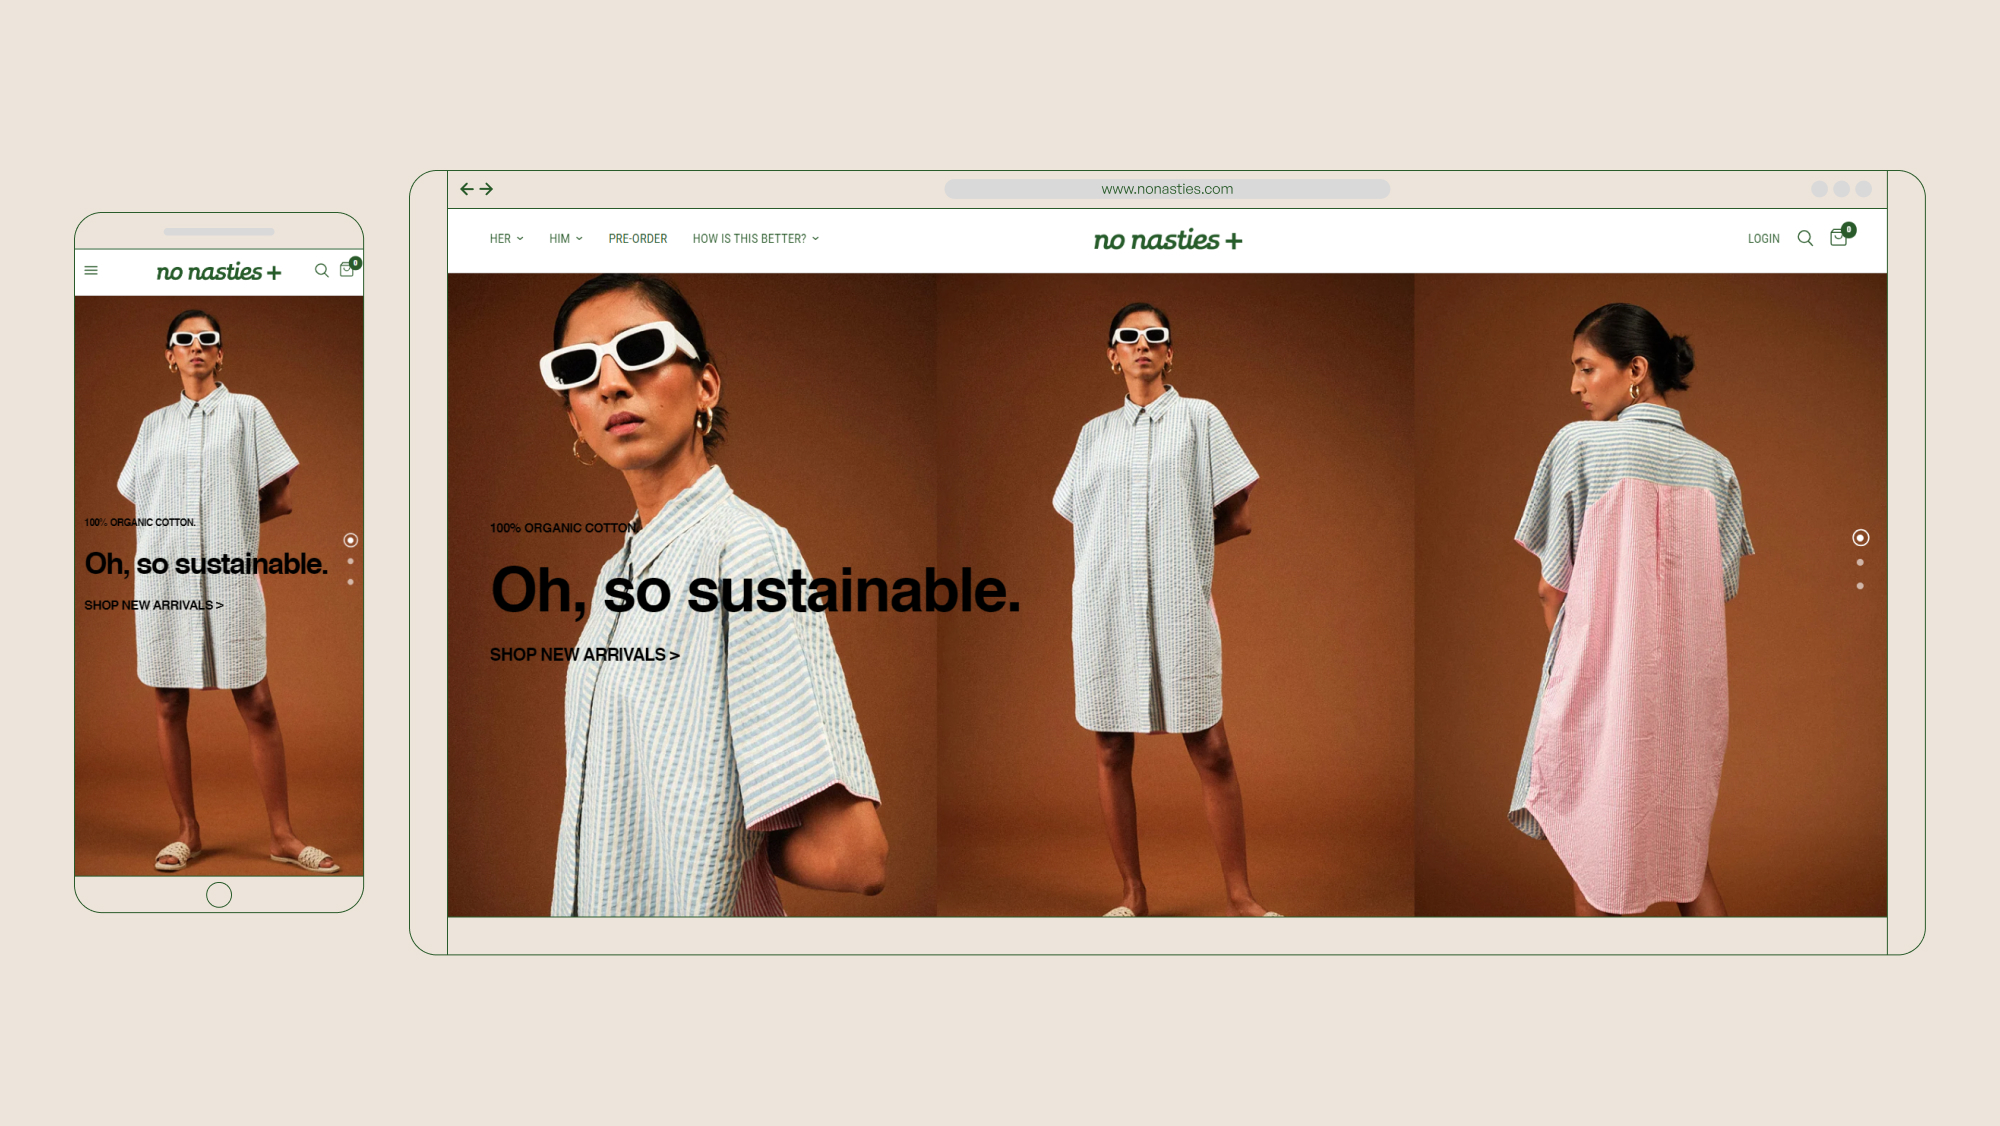 no nasties +
0
100% ORGANIC COTTON.
Oh, so sustainable.
SHOP NEW ARRIVALS >
www.nonasties.com
HER HIM PRE-ORDER HOW IS THIS BETTER? no nasties + LOGIN 0
100% ORGANIC COTTON.
Oh, so sustainable.
SHOP NEW ARRIVALS >